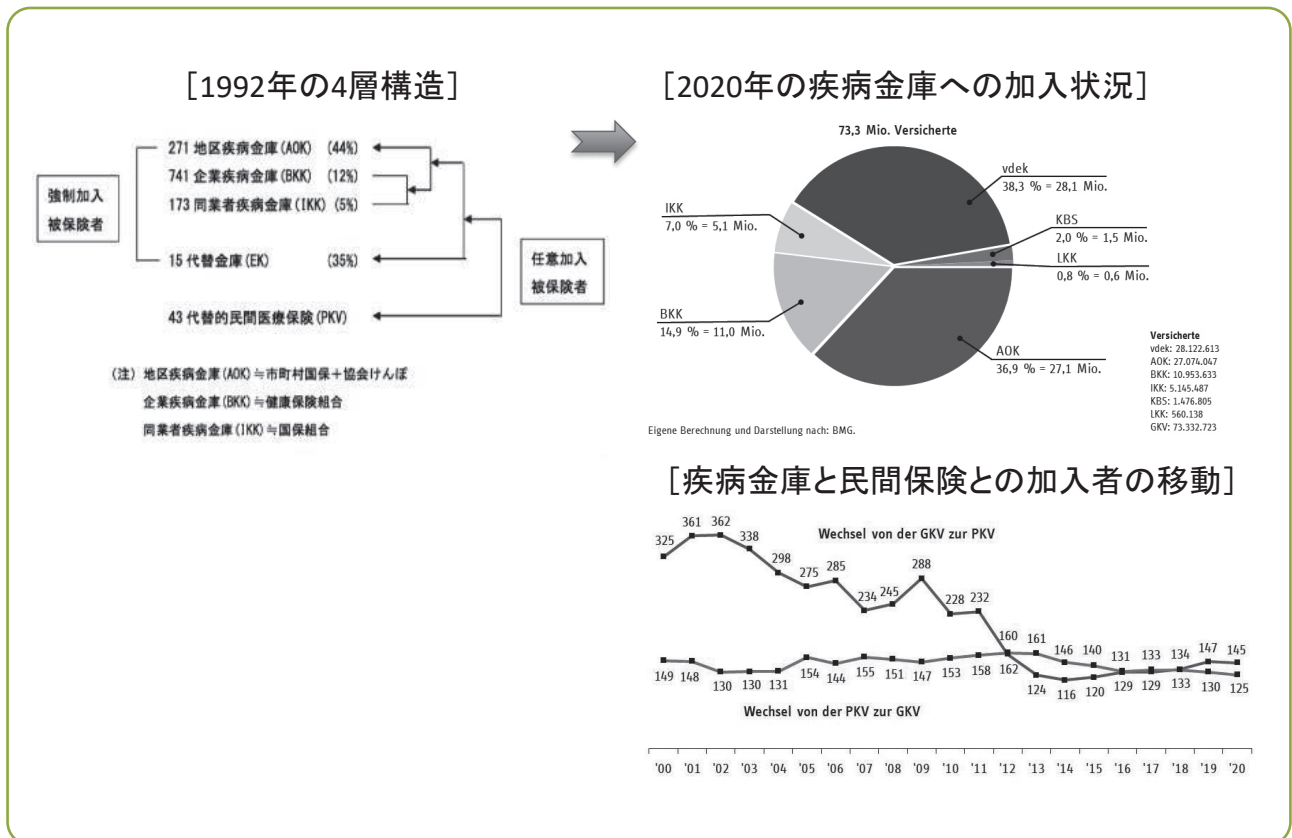 [1992年の4層構造]
271 地区疾病金庫(AOK) (44%)
741 企業疾病金庫(BKK) (12%)
173 同業者疾病金庫(IKK) (5%)
強制加入
被保険者
15 代替金庫(EK) (35%)
任意加入
被保険者
43 代替的民間医療保険(PKV)
(注) 地区疾病金庫(AOK)≒市町村国保+協会けんぽ
企業疾病金庫(BKK)≒健康保険組合
同業者疾病金庫(IKK)≒国保組合
[2020年の疾病金庫への加入状況]
73,3 Mio. Versicherte
vdek
38,3 % = 28,1 Mio.
IKK
7,0 % = 5,1 Mio.
KBS
2,0 % = 1,5 Mio.
LKK
0,8 % = 0,6 Mio.
BKK
14,9 % = 11,0 Mio.
AOK
36,9 % = 27,1 Mio.
Versicherte
vdek: 28.122.613
AOK: 27.074.047
BKK: 10.953.633
IKK: 5.145.487
KBS: 1.476.805
LKK: 560.138
GKV: 73.332.723
Eigene Berechnung und Darstellung nach: BMG.
[疾病金庫と民間保険との加入者の移動]
Wechsel von der GKV zur PKV
325 361 362 338 298 275 285 234 245 288 228 232 160 161 146 140 131 133 134 147 145
149 148 130 130 131 154 144 155 151 147 153 158 162 124 116 120 129 129 133 130 125
Wechsel von der PKV zur GKV
'00 '01 '02 '03 '04 '05 '06 '07 '08 '09 '10 '11 '12 '13 '14 '15 '16 '17 '18 '19 '20